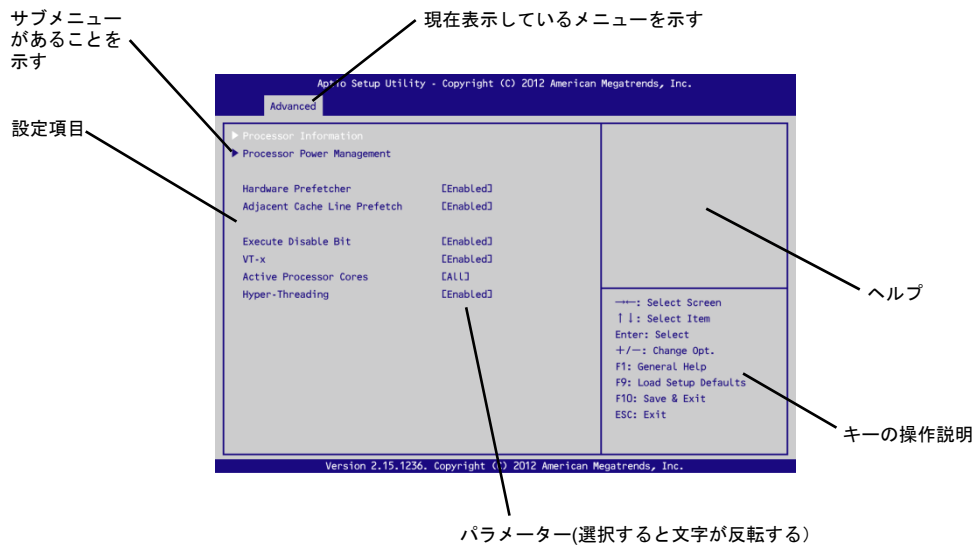 サブメニュー
があることを
示す
現在表示しているメニューを示す
設定項目
Aptio Setup Utility - Copyright (C) 2012 American Megatrends, Inc.
Advanced
▶ Processor Information
▶ Processor Power Management
Hardware Prefetcher [Enabled]
Adjacent Cache Line Prefetch [Enabled]
Execute Disable Bit [Enabled]
VT-x [Enabled]
Active Processor Cores [All]
Hyper-Threading [Enabled]
→←: Select Screen
↑↓: Select Item
Enter: Select
+/-: Change Opt.
F1: General Help
F9: Load Setup Defaults
F10: Save & Exit
ESC: Exit
Version 2.15.1236. Copyright (C) 2012 American Megatrends, Inc.
ヘルプ
キーの操作説明
パラメーター(選択すると文字が反転する)